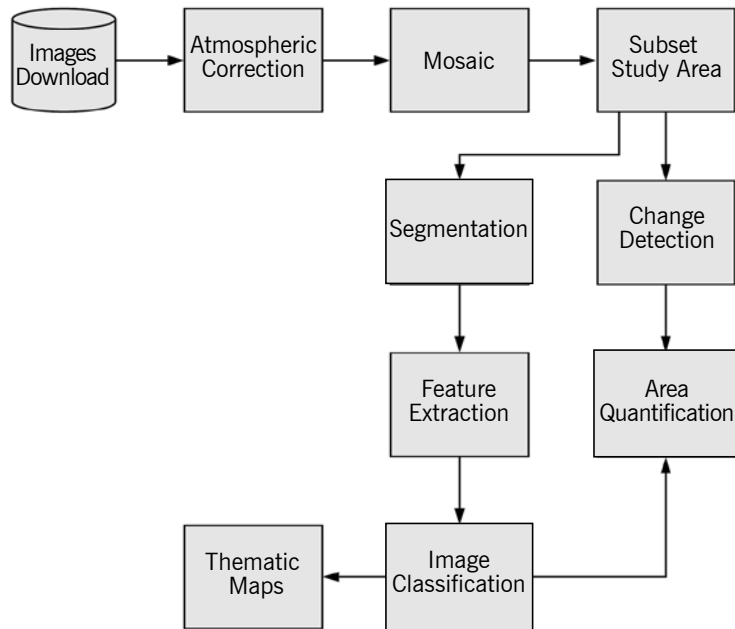 Images
Download
Atmospheric
Correction
Mosaic
Subset
Study Area
Segmentation
Change
Detection
Feature
Extraction
Area
Quantification
Thematic
Maps
Image
Classification